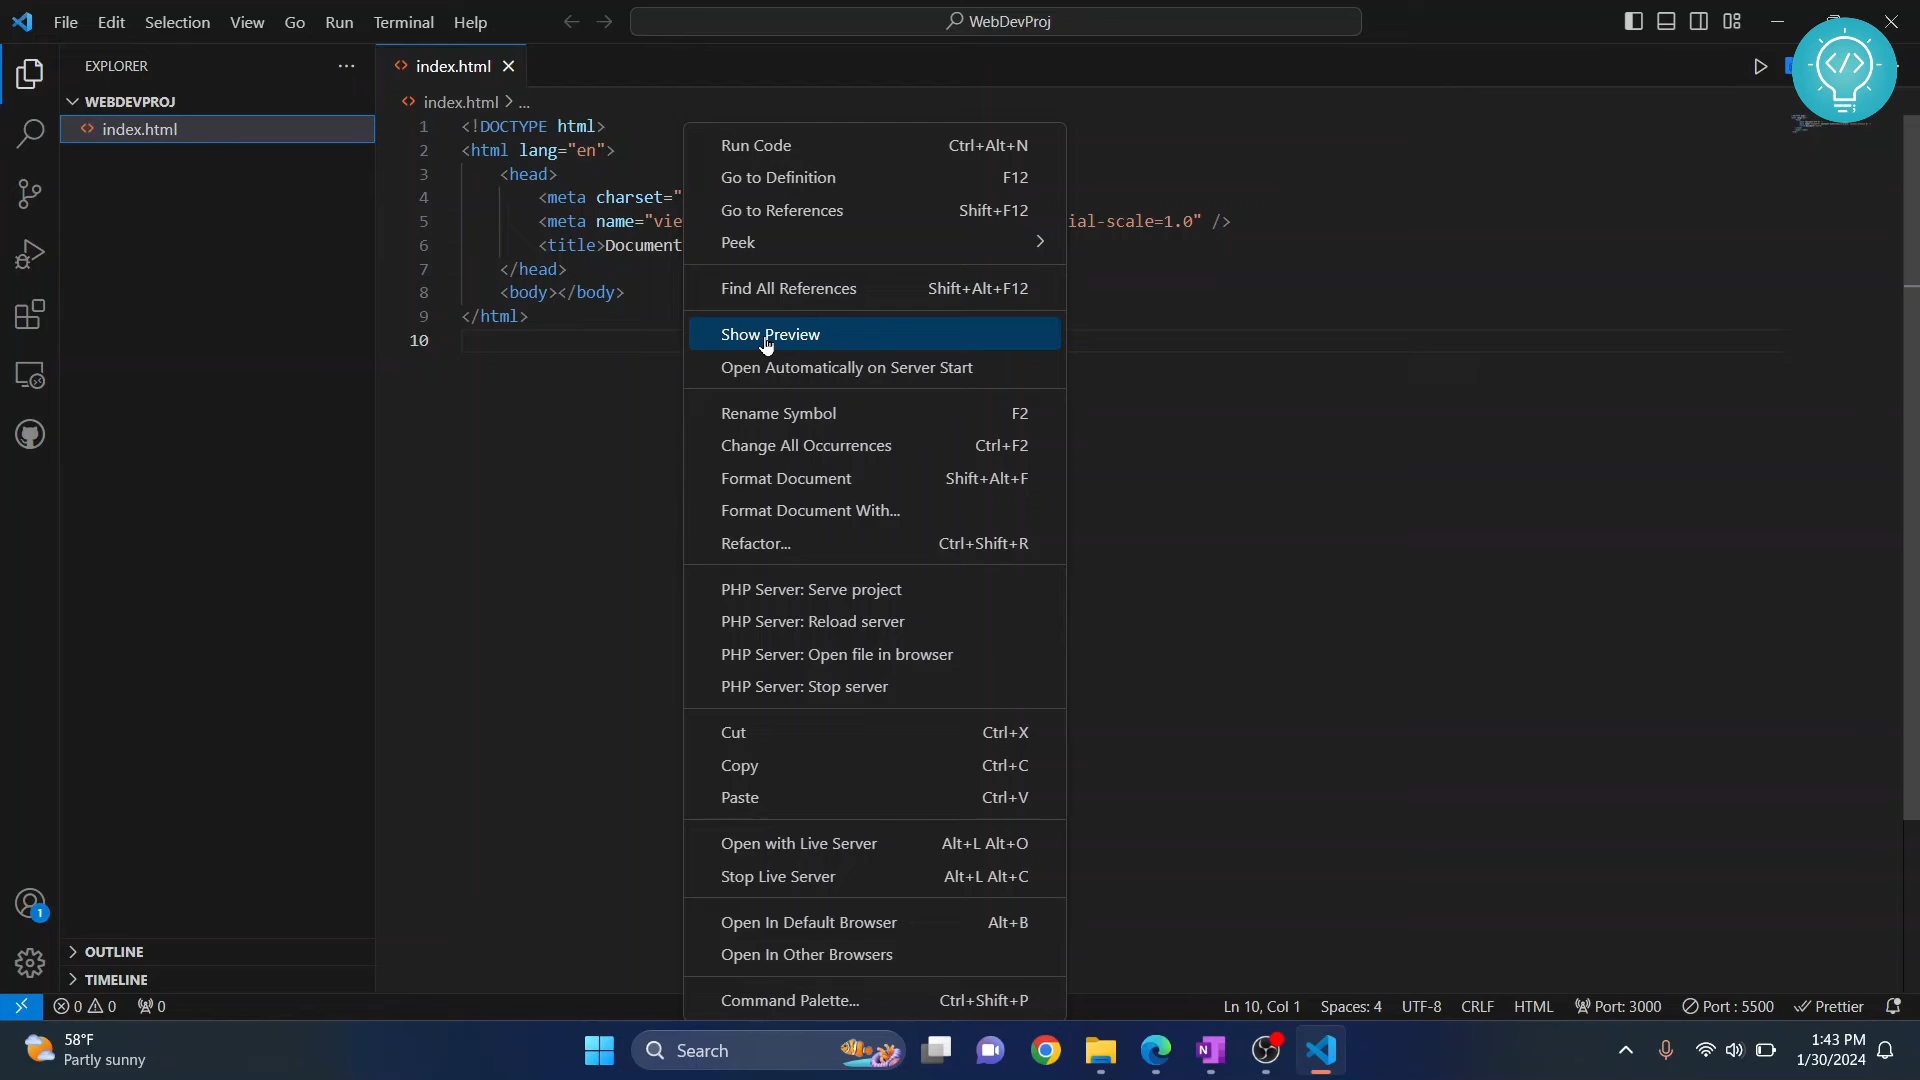 File Edit Selection View Go Run Terminal Help
WebDevProj
EXPLORER
index.html
WEBDEVPROJ
index.html
index.html > ...
1 <!DOCTYPE html>
2 <html lang="en">
3 <head>
4 <meta charset="
5 <meta name="vie ial-scale=1.0" />
6 <title>Document
7 </head>
8 <body></body>
9 </html>
10
Run Code Ctrl+Alt+N
Go to Definition F12
Go to References Shift+F12
Peek
Find All References Shift+Alt+F12
Show Preview
Open Automatically on Server Start
Rename Symbol F2
Change All Occurrences Ctrl+F2
Format Document Shift+Alt+F
Format Document With...
Refactor... Ctrl+Shift+R
PHP Server: Serve project
PHP Server: Reload server
PHP Server: Open file in browser
PHP Server: Stop server
Cut Ctrl+X
Copy Ctrl+C
Paste Ctrl+V
Open with Live Server Alt+L Alt+O
Stop Live Server Alt+L Alt+C
Open In Default Browser Alt+B
Open In Other Browsers
Command Palette... Ctrl+Shift+P
1
OUTLINE
TIMELINE
0 0 0
Ln 10, Col 1 Spaces: 4 UTF-8 CRLF HTML Port: 3000 Port : 5500 Prettier
58°F
Partly sunny
Search
1:43 PM
1/30/2024